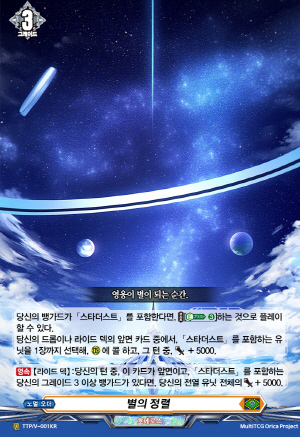 3
그레이드
영웅이 별이 되는 순간.
당신의 뱅가드가 「스타더스트」를 포함한다면, 하는 것으로 플레이
할 수 있다.
당신의 드롭이나 라이드 덱의 앞면 카드 중에서, 「스타더스트」를 포함하는 유
닛을 1장까지 선택해, 에 콜 하고, 그 턴 중, + 5000.
영속 [라이드 덱] :당신의 턴 중, 이 카드가 앞면이고, 「스타더스트」를 포함하는
당신의 그레이드 3 이상 뱅가드가 있다면, 당신의 전열 유닛 전체의 + 5000.
노멀 오더
별의 정렬
TTP/V-001KR
MultiTCG Orica Project